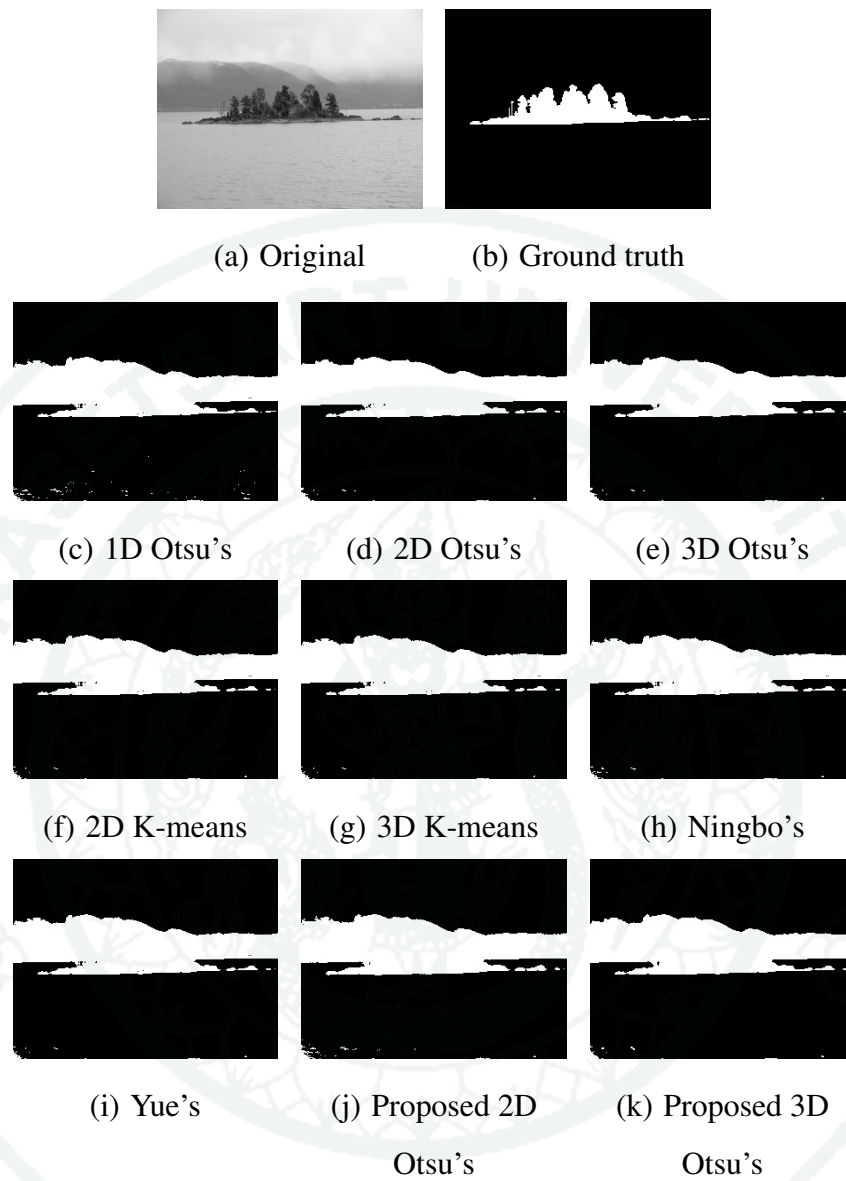 (a) Original
(b) Ground truth
(c) 1D Otsu's
(d) 2D Otsu's
(e) 3D Otsu's
(f) 2D K-means
(g) 3D K-means
(h) Ningbo's
(i) Yue's
(j) Proposed 2D
Otsu's
(k) Proposed 3D
Otsu's